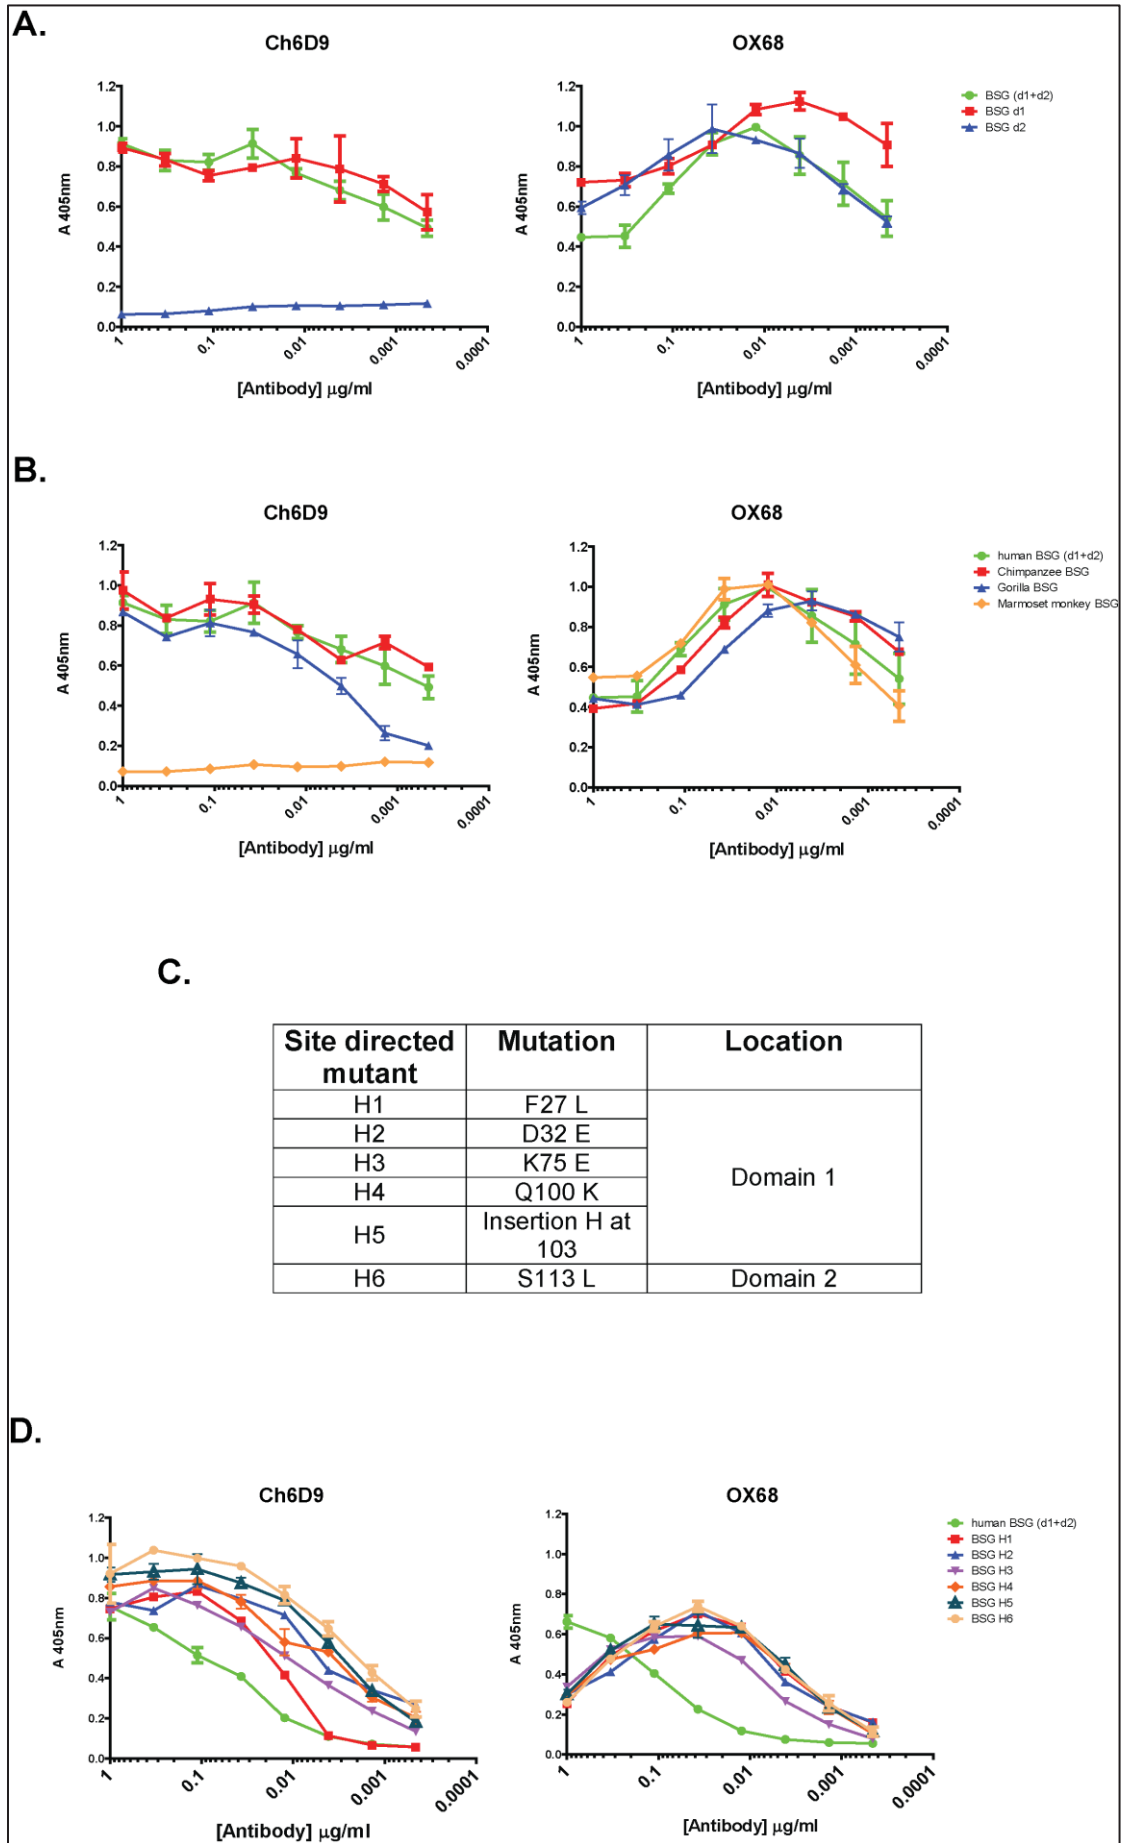 A.
Ch6D9
OX68
1.2
1.0
0.8
0.6
0.4
0.2
0.0
A 405nm
1
0.1
0.01
0.001
0.0001
[Antibody] µg/ml
1.2
1.0
0.8
0.6
0.4
0.2
0.0
A 405nm
1
0.1
0.01
0.001
0.0001
[Antibody] µg/ml
BSG (d1+d2)
BSG d1
BSG d2
B.
Ch6D9
OX68
1.2
1.0
0.8
0.6
0.4
0.2
0.0
A 405nm
1
0.1
0.01
0.001
0.0001
[Antibody] µg/ml
1.2
1.0
0.8
0.6
0.4
0.2
0.0
A 405nm
1
0.1
0.01
0.001
0.0001
[Antibody] µg/ml
human BSG (d1+d2)
Chimpanzee BSG
Gorilla BSG
Marmoset monkey BSG
C.
Site directed mutant Mutation Location
H1 F27 L Domain 1
H2 D32 E
H3 K75 E
H4 Q100 K
H5 Insertion H at 103
H6 S113 L Domain 2
D.
Ch6D9
OX68
1.2
1.0
0.8
0.6
0.4
0.2
0.0
A 405nm
1
0.1
0.01
0.001
0.0001
[Antibody] µg/ml
1.2
1.0
0.8
0.6
0.4
0.2
0.0
A 405nm
1
0.1
0.01
0.001
0.0001
[Antibody] µg/ml
human BSG (d1+d2)
BSG H1
BSG H2
BSG H3
BSG H4
BSG H5
BSG H6